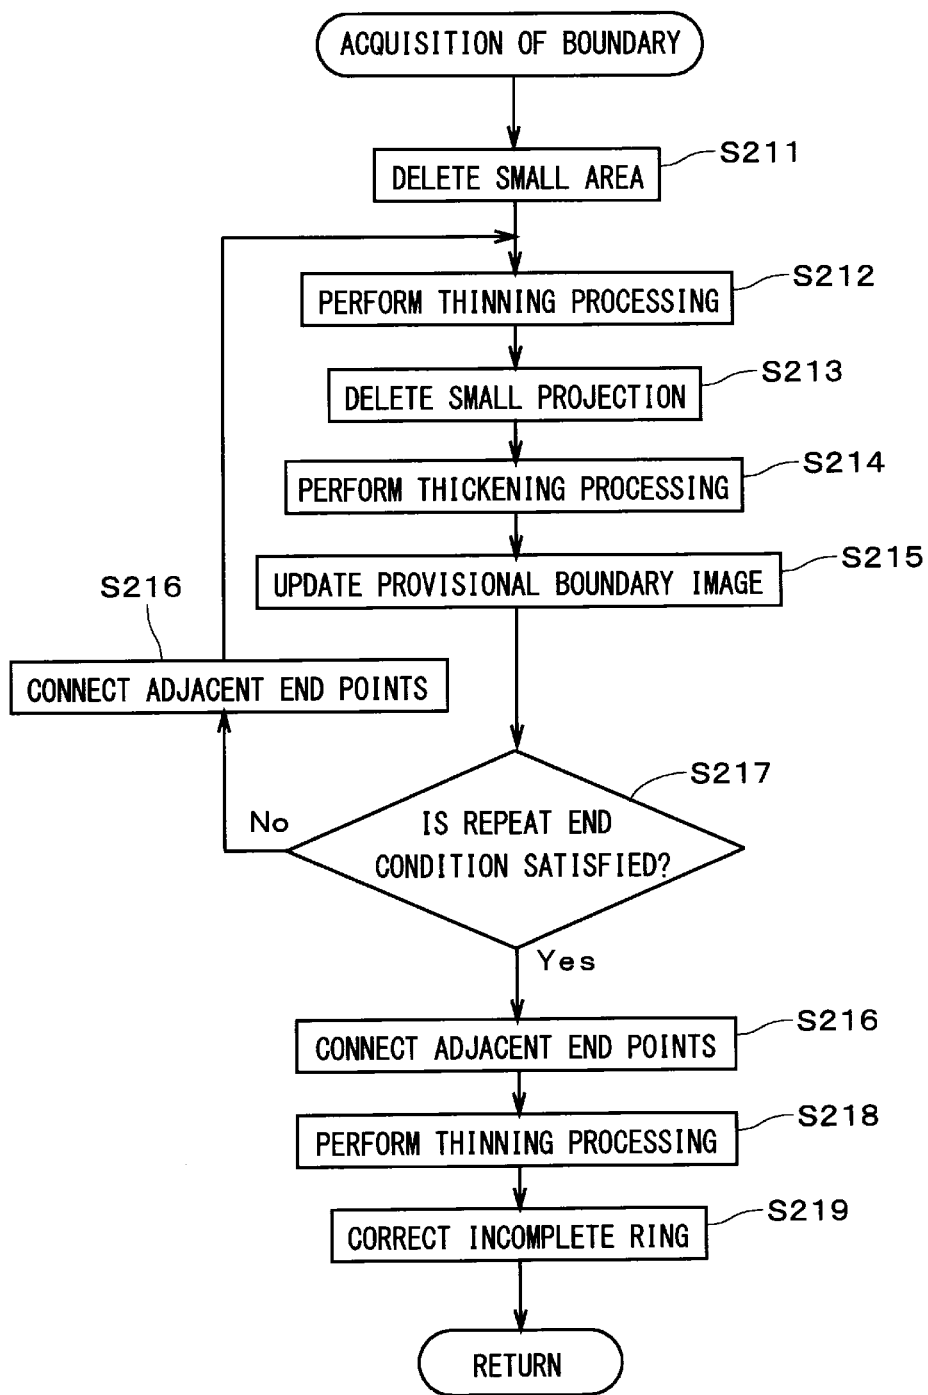 ACQUISITION OF BOUNDARY
S211
DELETE SMALL AREA
S212
PERFORM THINNING PROCESSING
S213
DELETE SMALL PROJECTION
S214
PERFORM THICKENING PROCESSING
S215
UPDATE PROVISIONAL BOUNDARY IMAGE
S216
CONNECT ADJACENT END POINTS
S217
No
IS REPEAT END
CONDITION SATISFIED?
Yes
S216
CONNECT ADJACENT END POINTS
S218
PERFORM THINNING PROCESSING
S219
CORRECT INCOMPLETE RING
RETURN